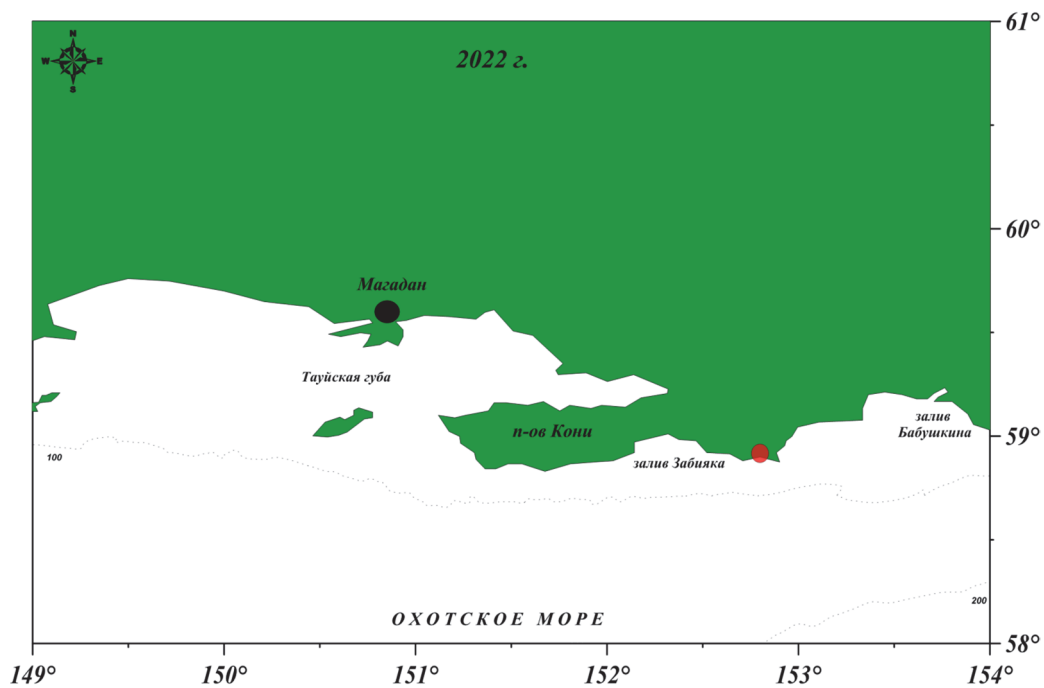 N
W E
S
2022 г.
61°
60°
Магадан
Тауйская губа
залив
Бабушкина
п-ов Кони
59°
залив Забияка
100
200
ОХОТСКОЕ МОРЕ
58°
149° 150° 151° 152° 153° 154°